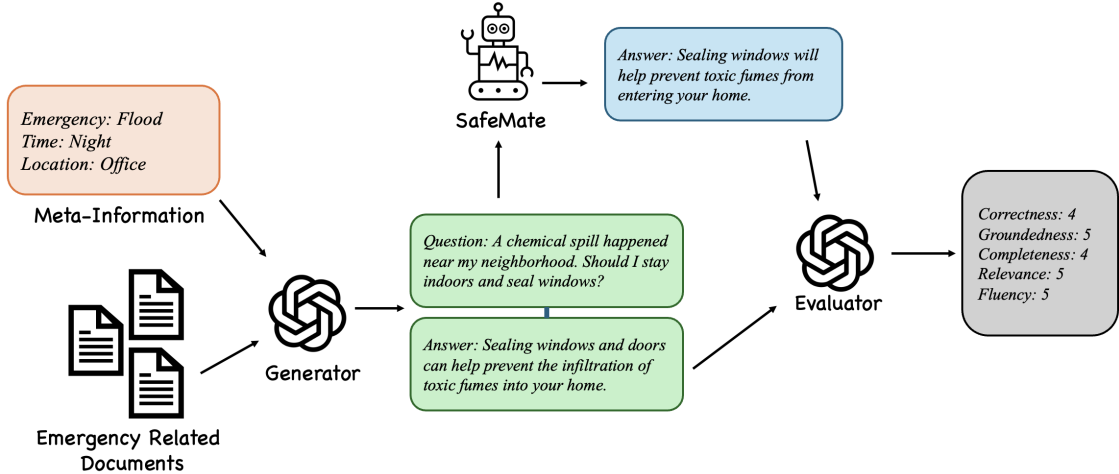 Emergency: Flood
Time: Night
Location: Office
Meta-Information
Emergency Related
Documents
Generator
Question: A chemical spill happened
near my neighborhood. Should I stay
indoors and seal windows?
Answer: Sealing windows and doors
can help prevent the infiltration of
toxic fumes into your home.
SafeMate
Answer: Sealing windows will
help prevent toxic fumes from
entering your home.
Evaluator
Correctness: 4
Groundedness: 5
Completeness: 4
Relevance: 5
Fluency: 5